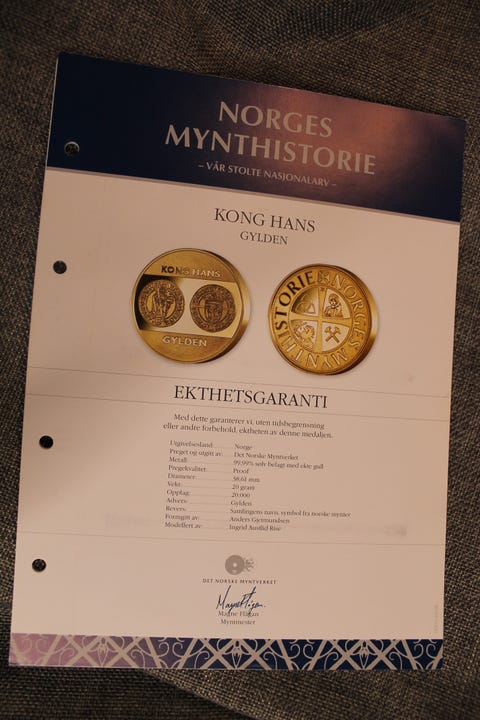 NORGES
MYNTHISTORIE
– VÅR STOLTE NASJONALARV –
KONG HANS
GYLDEN
KONG HANS
GYLDEN
NORGES MYNTHISTORIE
EKTHETSGARANTI
Med dette garanterer vi, uten tidsbegrensning
eller andre forbehold, ektheten av denne medaljen.
Utgivelsesland: Norge
Preget og utgitt av: Det Norske Myntverket
Metall: 99,99% sølv belagt med ekte gull
Pregekvalitet: Proof
Diameter: 38,61 mm
Vekt: 20 gram
Opplag: 20.000
Advers: Gylden
Revers: Samlingens navn, symbol fra norske mynter
Formgitt av: Anders Gjermundsen
Modellert av: Ingrid Austlid Rise
DET NORSKE MYNTVERKET
Magne Hagan
Myntmester